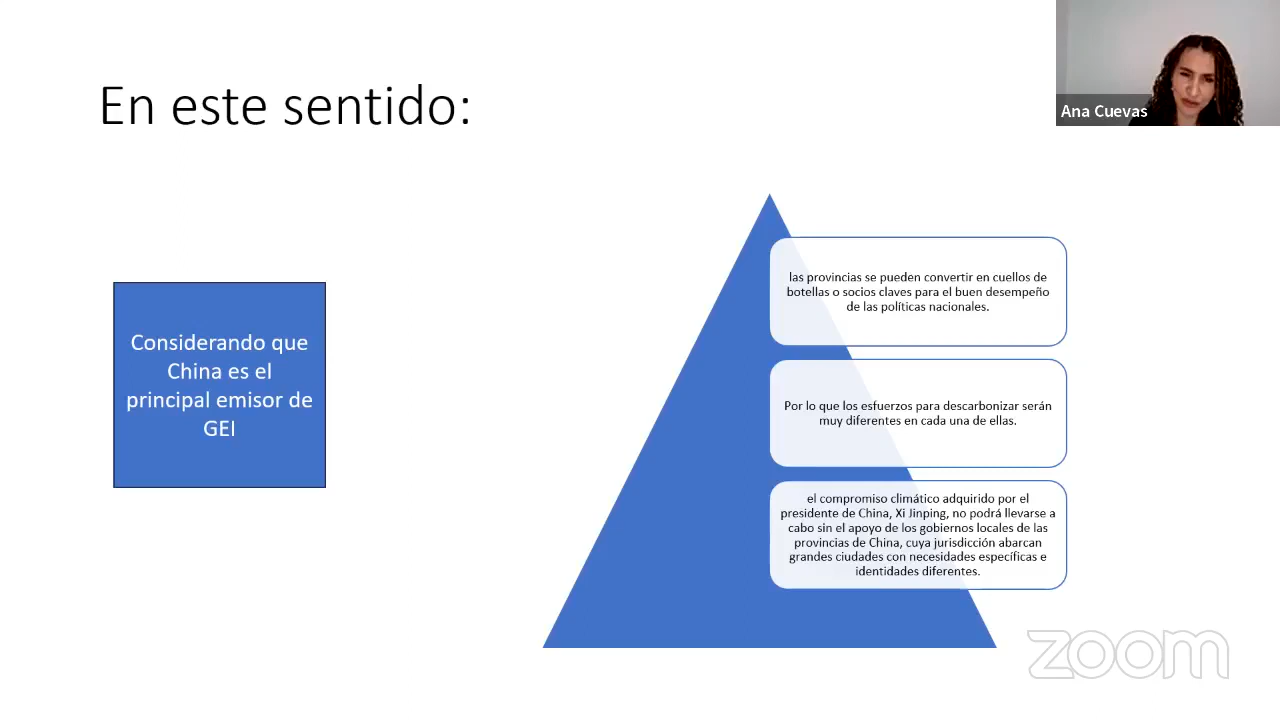 En este sentido:
Ana Cuevas
Considerando que
China es el
principal emisor de
GEI
las provincias se pueden convertir en cuellos de
botellas o socios claves para el buen desempeño
de las políticas nacionales.
Por lo que los esfuerzos para descarbonizar serán
muy diferentes en cada una de ellas.
el compromiso climático adquirido por el
presidente de China, Xi Jinping, no podrá llevarse a
cabo sin el apoyo de los gobiernos locales de las
provincias de China, cuya jurisdicción abarcan
grandes ciudades con necesidades específicas e
identidades diferentes.
zoom